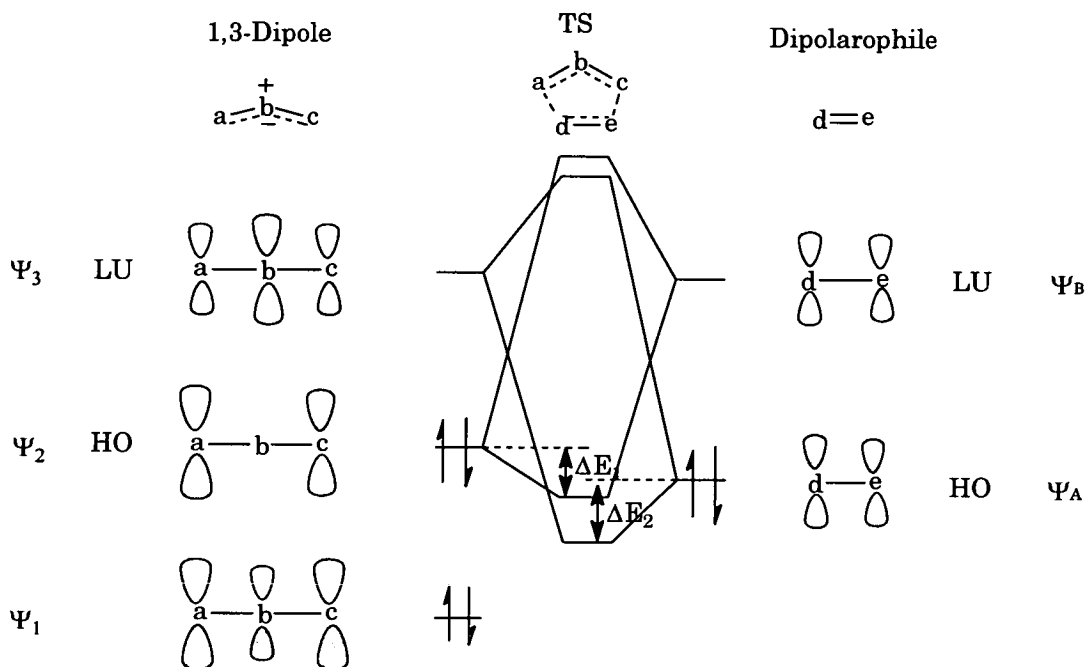 1,3-Dipole
TS
Dipolarophile
+
a b c
−
a b c
d e
d=e
Ψ3 LU a b c
d e LU ΨB
Ψ2 HO a b c
ΔE1
ΔE2
d e HO ΨA
Ψ1 a b c